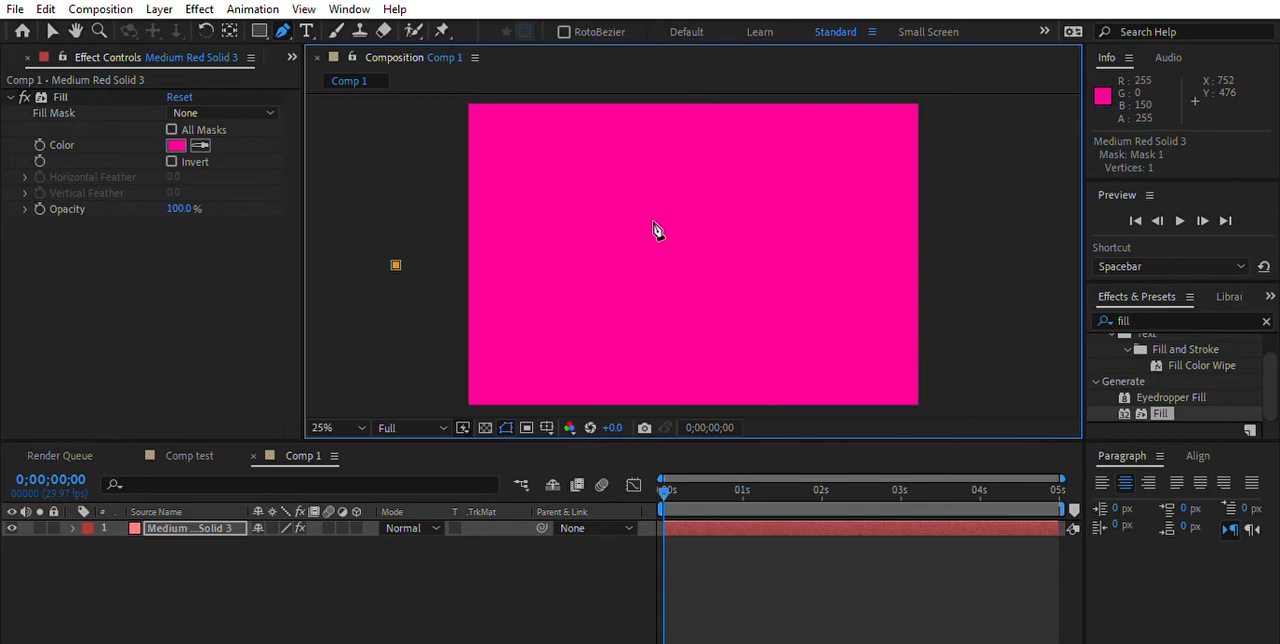 File Edit Composition Layer Effect Animation View Window Help
T RotoBezier Default Learn Standard Small Screen Search Help
Effect Controls Medium Red Solid 3
Comp 1 • Medium Red Solid 3
fx Fill Reset
Fill Mask None
All Masks
Color
Invert
Horizontal Feather 0.0
Vertical Feather 0.0
Opacity 100.0 %
Composition Comp 1
Comp 1
25% Full +0.0 0;00;00;00
Info Audio
R : 255 X : 752
G : 0 Y : 476
B : 150
A : 255
Medium Red Solid 3
Mask: Mask 1
Vertices: 1
Preview
Shortcut
Spacebar
Effects & Presets
fill
Fill and Stroke
Fill Color Wipe
Generate
Eyedropper Fill
Fill
Render Queue Comp test Comp 1
0;00;00;00
00000 (29.97 fps)
01s 02s 03s 04s 05s
# Source Name fx Mode T .TrkMat Parent & Link
1 Medium ...Solid 3 fx Normal None
Paragraph Align
0 px 0 px 0 px
0 px 0 px